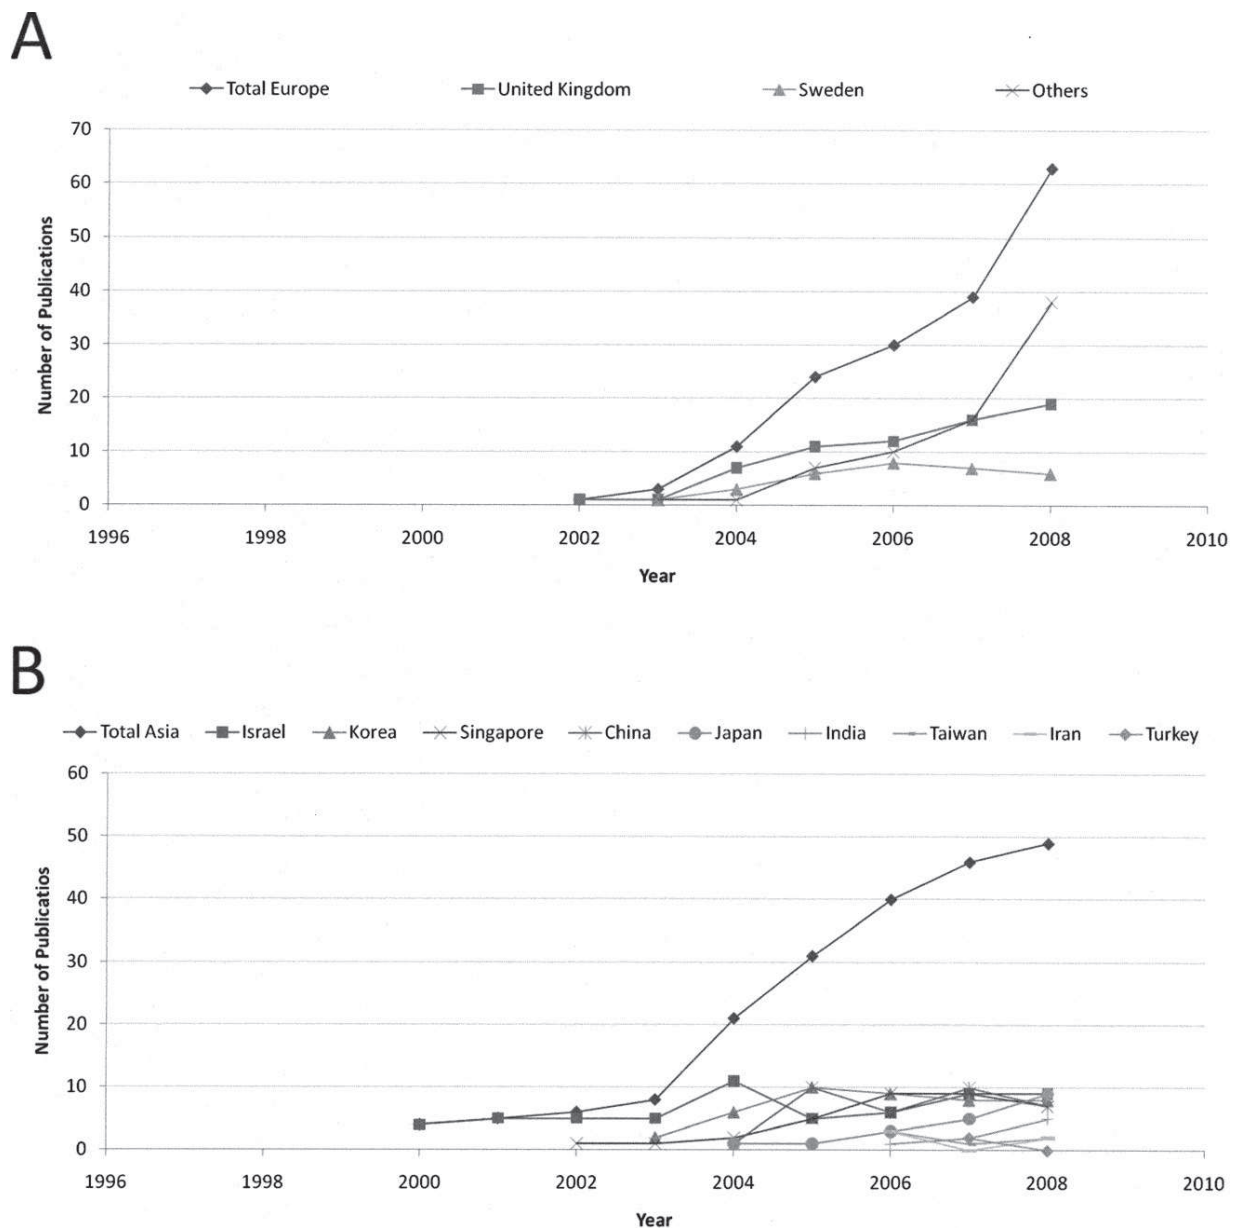 A
Total Europe United Kingdom Sweden Others
70
60
50
40
30
20
10
0
Number of Publications
1996 1998 2000 2002 2004 2006 2008 2010
Year
B
Total Asia Israel Korea Singapore China Japan India Taiwan Iran Turkey
60
50
40
30
20
10
0
Number of Publicatios
1996 1998 2000 2002 2004 2006 2008 2010
Year